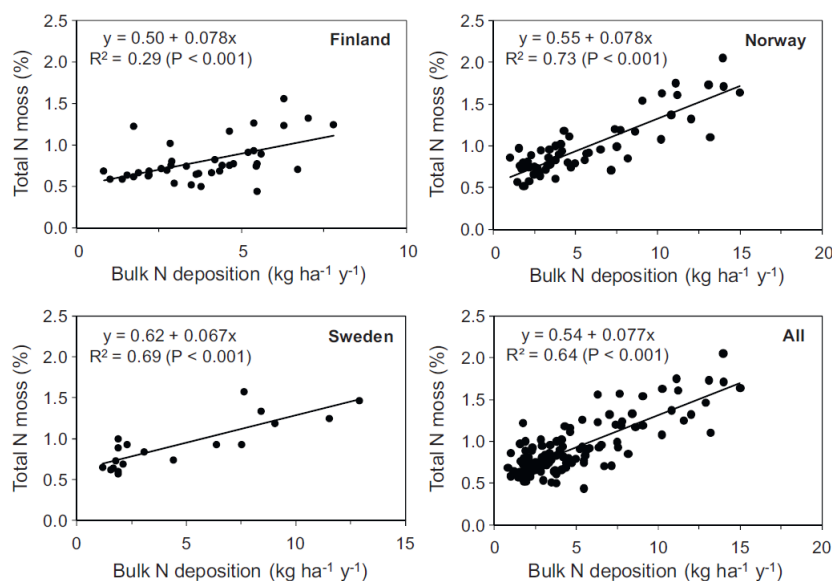 y = 0.50 + 0.078x
Finland
R² = 0.29 (P < 0.001)
Total N moss (%)
2.5
2.0
1.5
1.0
0.5
0.0
0
5
10
Bulk N deposition (kg ha⁻¹ y⁻¹)
y = 0.55 + 0.078x
Norway
R² = 0.73 (P < 0.001)
Total N moss (%)
2.5
2.0
1.5
1.0
0.5
0.0
0
5
10
15
20
Bulk N deposition (kg ha⁻¹ y⁻¹)
y = 0.62 + 0.067x
Sweden
R² = 0.69 (P < 0.001)
Total N moss (%)
2.5
2.0
1.5
1.0
0.5
0.0
0
5
10
15
Bulk N deposition (kg ha⁻¹ y⁻¹)
y = 0.54 + 0.077x
All
R² = 0.64 (P < 0.001)
Total N moss (%)
2.5
2.0
1.5
1.0
0.5
0.0
0
5
10
15
20
Bulk N deposition (kg ha⁻¹ y⁻¹)